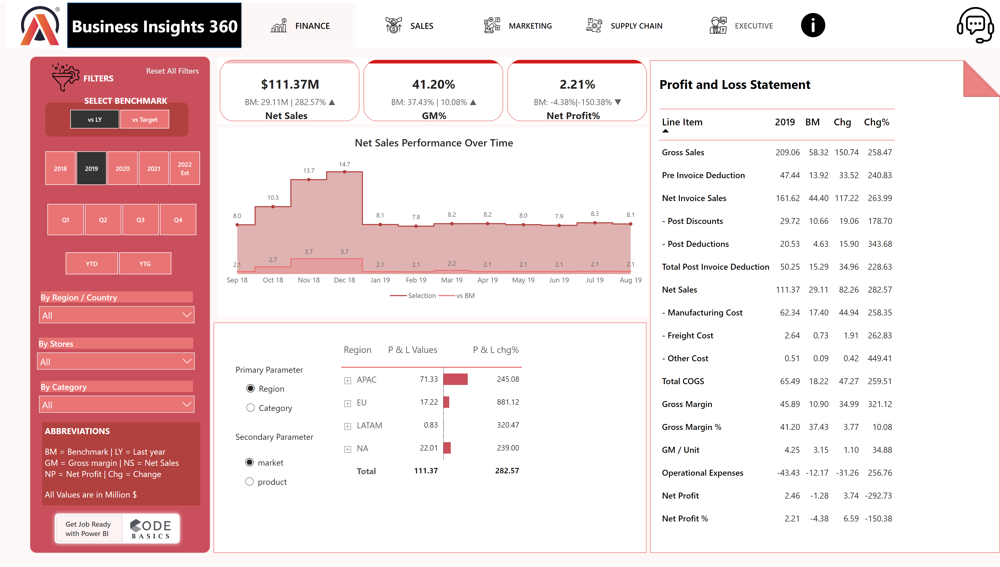 ®
Business Insights 360
FINANCE
SALES
MARKETING
SUPPLY CHAIN
EXECUTIVE
i
FILTERS
Reset All Filters
SELECT BENCHMARK
vs LY
vs Target
2018
2019
2020
2021
2022
Est
Q1
Q2
Q3
Q4
YTD
YTG
By Region / Country
All
By Stores
All
By Category
All
ABBREVIATIONS
BM = Benchmark | LY = Last year
GM = Gross margin | NS = Net Sales
NP = Net Profit | Chg = Change
All Values are in Million $
Get Job Ready
with Power BI
CODE
BASICS
$111.37M
BM: 29.11M | 282.57% ▲
Net Sales
41.20%
BM: 37.43% | 10.08% ▲
GM%
2.21%
BM: -4.38%|-150.38% ▼
Net Profit%
Net Sales Performance Over Time
8.0 10.3 13.7 14.7 8.1 7.8 8.2 8.2 8.0 7.9 8.3 8.1
2.1 2.7 3.7 3.7 2.1 2.1 2.2 2.1 2.1 2.1 2.1 2.1
Sep 18 Oct 18 Nov 18 Dec 18 Jan 19 Feb 19 Mar 19 Apr 19 May 19 Jun 19 Jul 19 Aug 19
Selection vs BM
Primary Parameter
Region
Category
Secondary Parameter
market
product
Region P & L Values P & L chg%
APAC 71.33 245.08
EU 17.22 881.12
LATAM 0.83 320.47
NA 22.01 239.00
Total 111.37 282.57
Profit and Loss Statement
Line Item 2019 BM Chg Chg%
Gross Sales 209.06 58.32 150.74 258.47
Pre Invoice Deduction 47.44 13.92 33.52 240.83
Net Invoice Sales 161.62 44.40 117.22 263.99
- Post Discounts 29.72 10.66 19.06 178.70
- Post Deductions 20.53 4.63 15.90 343.68
Total Post Invoice Deduction 50.25 15.29 34.96 228.63
Net Sales 111.37 29.11 82.26 282.57
- Manufacturing Cost 62.34 17.40 44.94 258.35
- Freight Cost 2.64 0.73 1.91 262.83
- Other Cost 0.51 0.09 0.42 449.41
Total COGS 65.49 18.22 47.27 259.51
Gross Margin 45.89 10.90 34.99 321.12
Gross Margin % 41.20 37.43 3.77 10.08
GM / Unit 4.25 3.15 1.10 34.88
Operational Expenses -43.43 -12.17 -31.26 256.76
Net Profit 2.46 -1.28 3.74 -292.73
Net Profit % 2.21 -4.38 6.59 -150.38